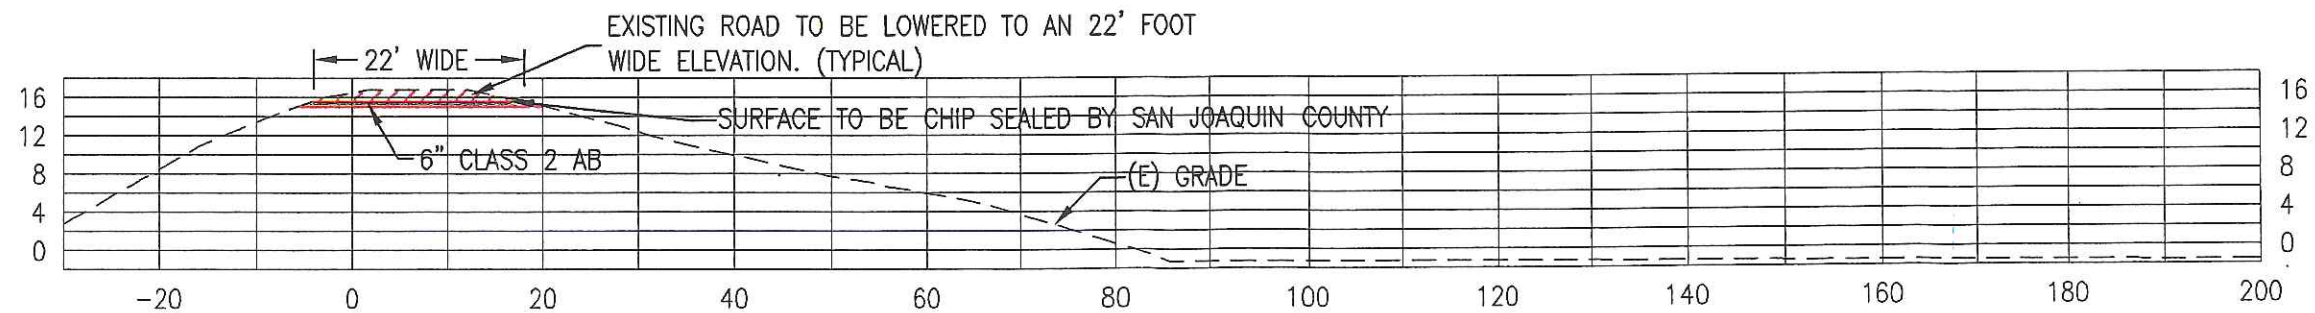 EXISTING ROAD TO BE LOWERED TO AN 22' FOOT
22' WIDE
WIDE ELEVATION. (TYPICAL)
16
16
SURFACE TO BE CHIP SEALED BY SAN JOAQUIN COUNTY
12
12
6" CLASS 2 AB
8
8
(E) GRADE
4
4
0
0
-20 0 20 40 60 80 100 120 140 160 180 200